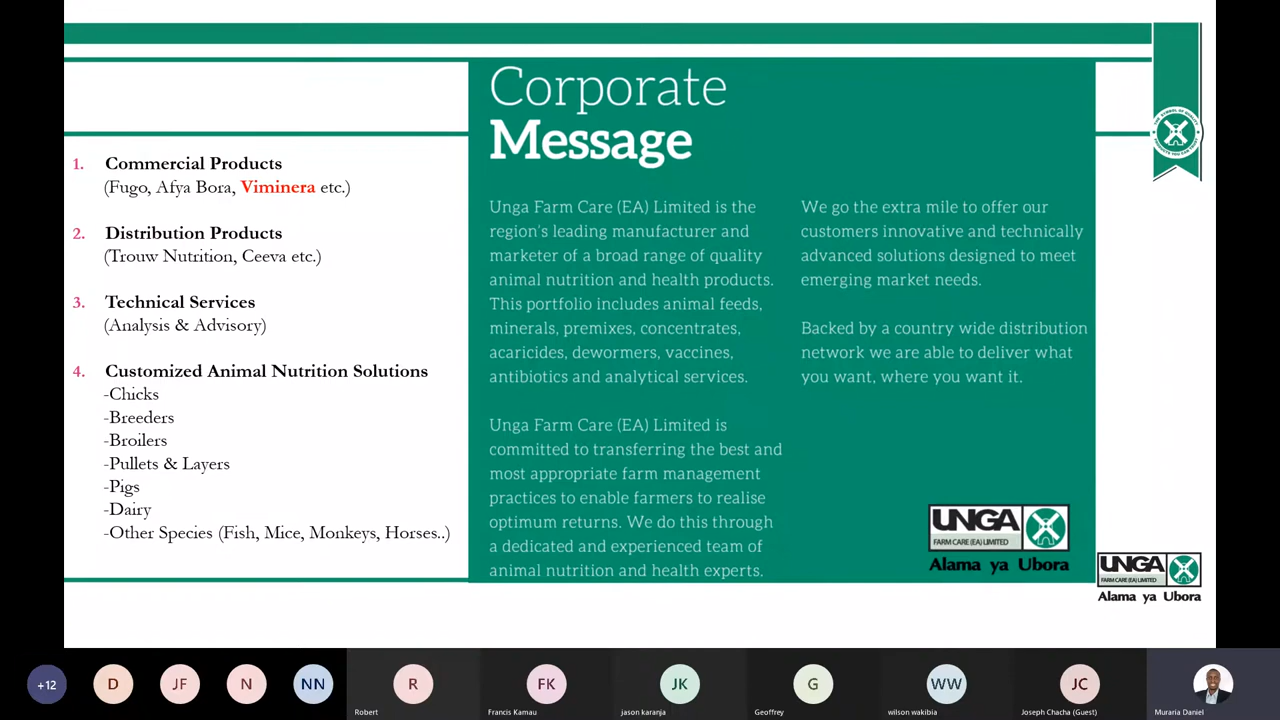 Corporate
Message
1. Commercial Products
(Fugo, Afya Bora, Viminera etc.)
2. Distribution Products
(Trouw Nutrition, Ceeva etc.)
3. Technical Services
(Analysis & Advisory)
4. Customized Animal Nutrition Solutions
-Chicks
-Breeders
-Broilers
-Pullets & Layers
-Pigs
-Dairy
-Other Species (Fish, Mice, Monkeys, Horses..)
Unga Farm Care (EA) Limited is the
region's leading manufacturer and
marketer of a broad range of quality
animal nutrition and health products.
This portfolio includes animal feeds,
minerals, premixes, concentrates,
acaricides, dewormers, vaccines,
antibiotics and analytical services.
Unga Farm Care (EA) Limited is
committed to transferring the best and
most appropriate farm management
practices to enable farmers to realise
optimum returns. We do this through
a dedicated and experienced team of
animal nutrition and health experts.
We go the extra mile to offer our
customers innovative and technically
advanced solutions designed to meet
emerging market needs.
Backed by a country wide distribution
network we are able to deliver what
you want, where you want it.
UNGA
FARM CARE (EA) LIMITED
Alama ya Ubora
UNGA
FARM CARE (EA) LIMITED
Alama ya Ubora
+12
D
JF
N
NN
R
Robert
FK
Francis Kamau
JK
jason karanja
G
Geoffrey
WW
wilson wakibia
JC
Joseph Chacha (Guest)
Muraria Daniel